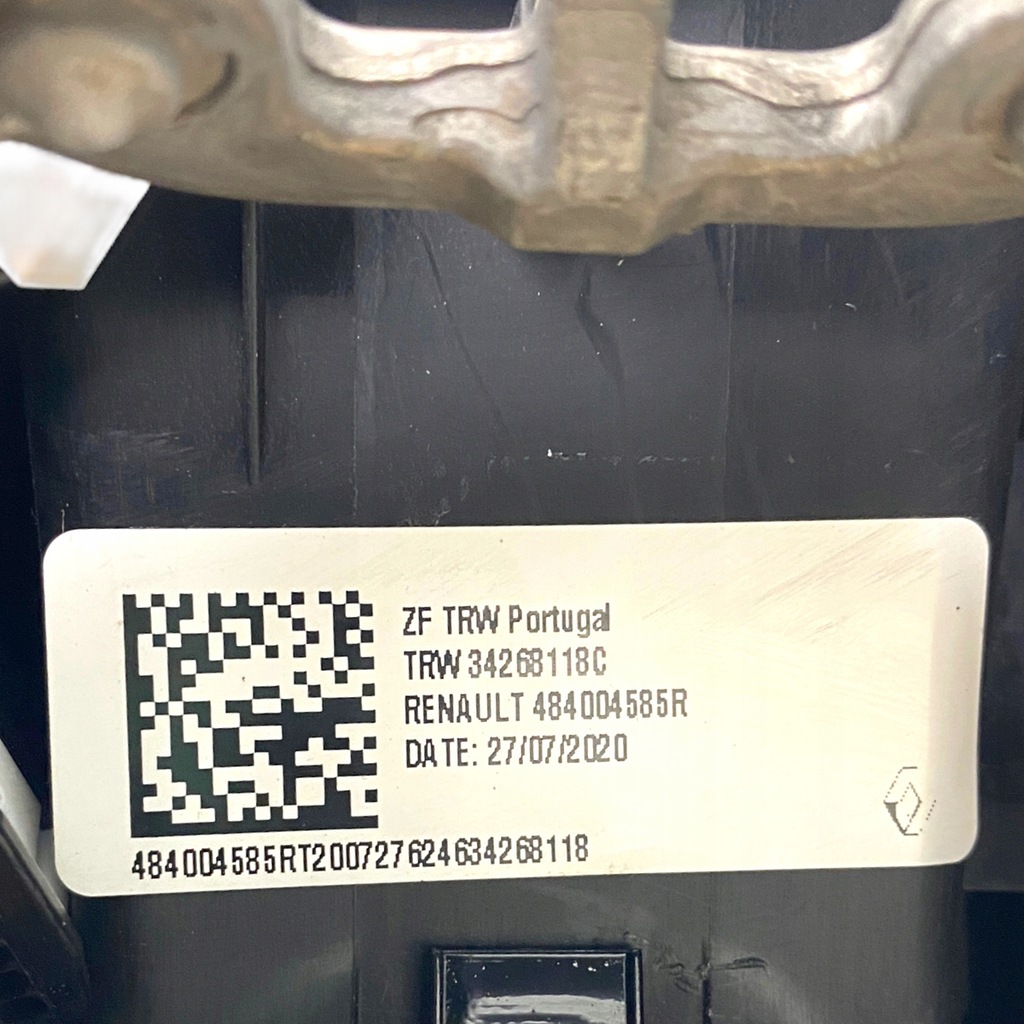 ZF TRW Portugal
TRW 34268118C
RENAULT 484004585R
DATE: 27/07/2020
484004585RT200727624634268118